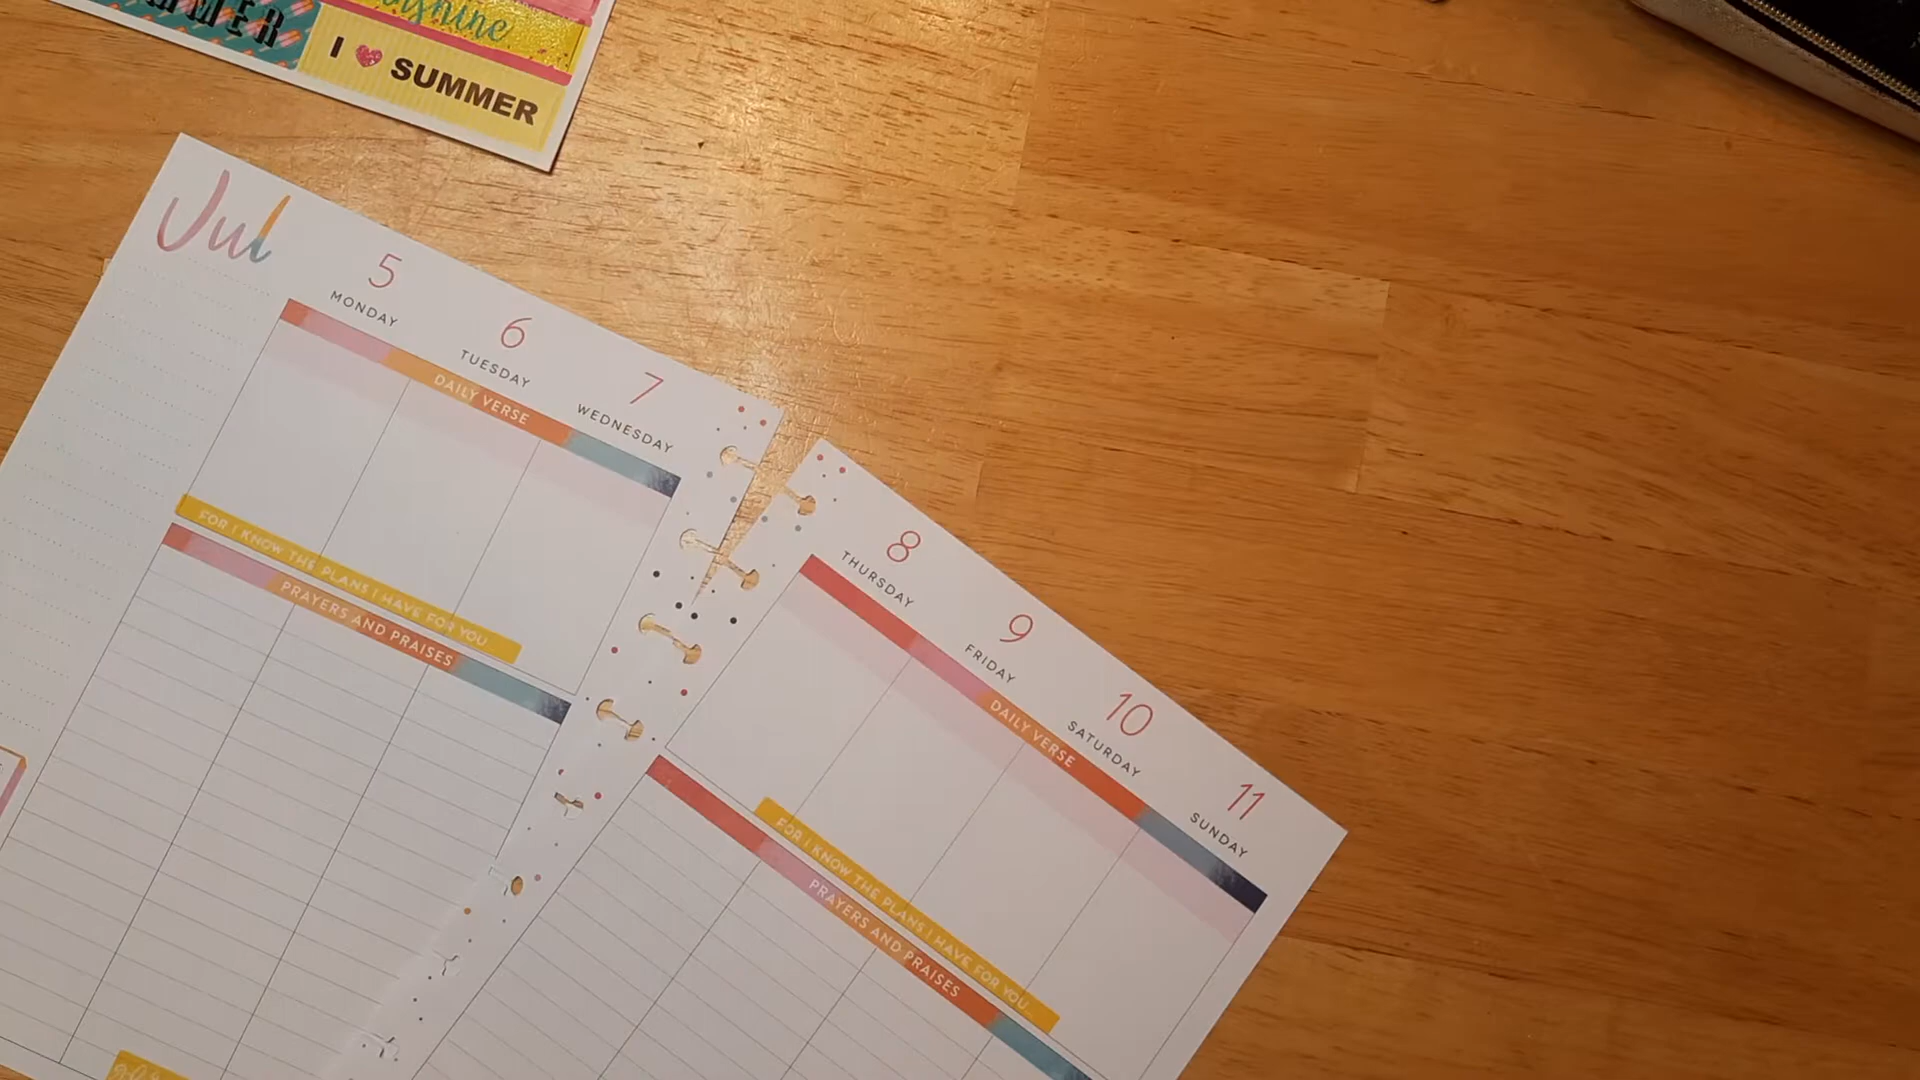 I ♥ SUMMER
Jul
5
MONDAY
6
TUESDAY
7
WEDNESDAY
DAILY VERSE
FOR I KNOW THE PLANS I HAVE FOR YOU
PRAYERS AND PRAISES
8
THURSDAY
9
FRIDAY
10
SATURDAY
11
SUNDAY
DAILY VERSE
FOR I KNOW THE PLANS I HAVE FOR YOU...
PRAYERS AND PRAISES